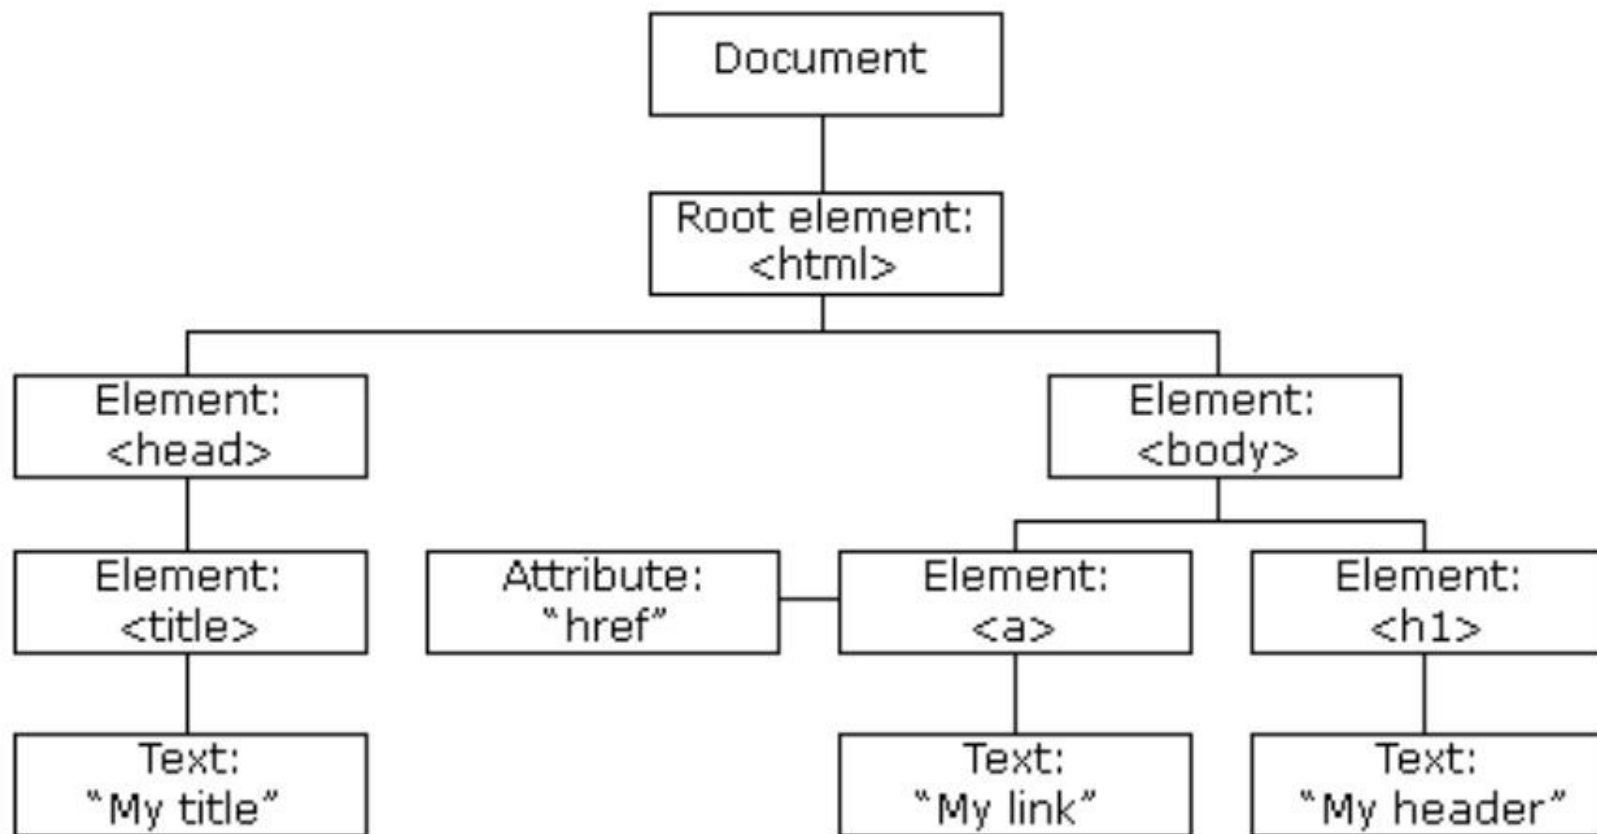 Document
Root element:
<html>
Element:
<head>
Element:
<body>
Element:
<title>
Attribute:
“href”
Element:
<a>
Element:
<h1>
Text:
“My title”
Text:
“My link”
Text:
“My header”